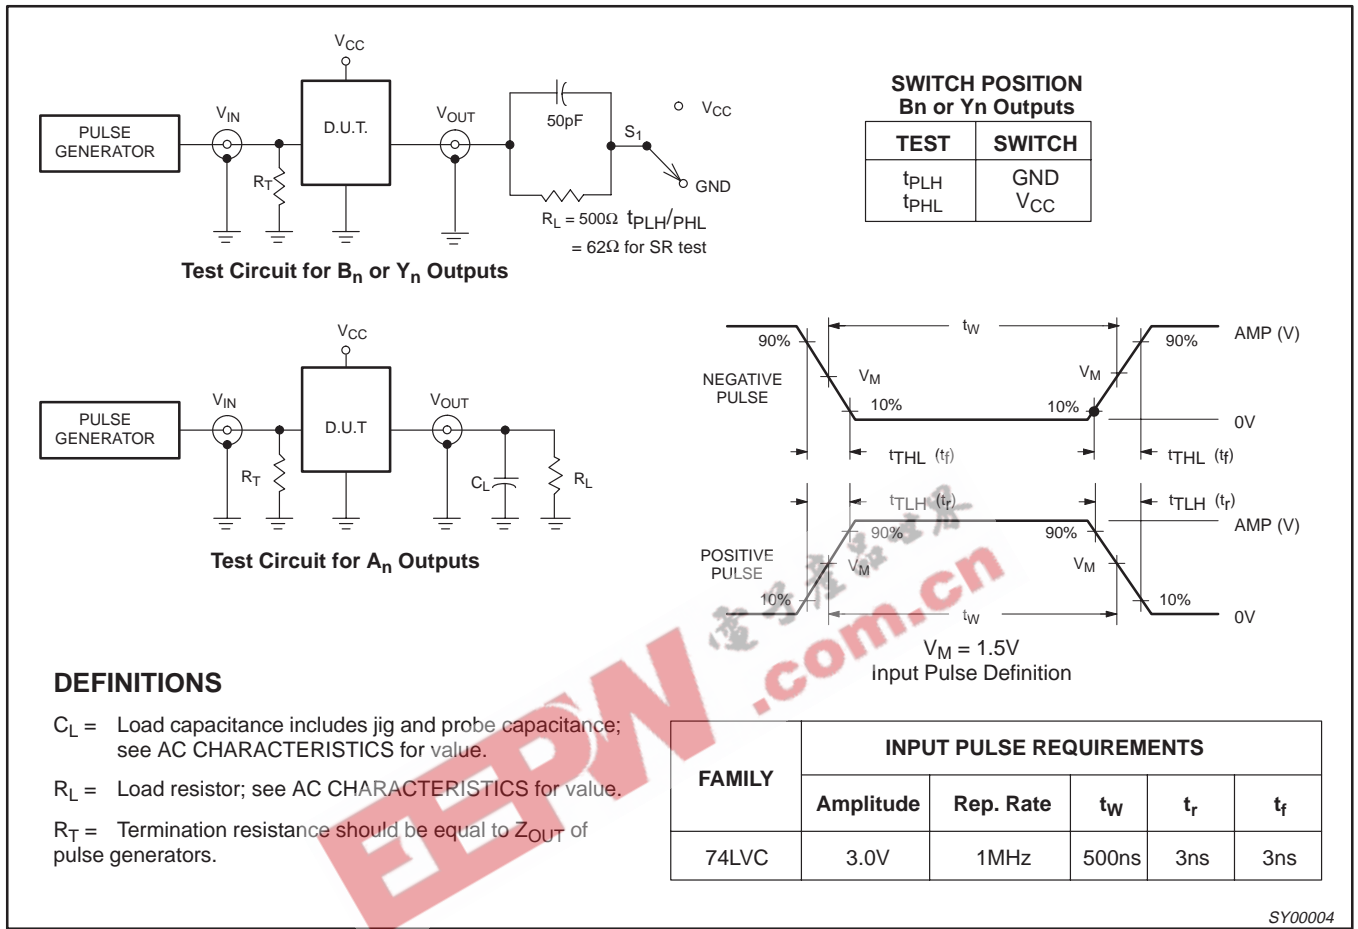 VCC
PULSE
GENERATOR
VIN
RT
D.U.T.
VOUT
50pF
S1
VCC
GND
RL = 500Ω tPLH/PHL
= 62Ω for SR test
Test Circuit for Bn or Yn Outputs
SWITCH POSITION
Bn or Yn Outputs
TEST SWITCH
tPLH GND
tPHL VCC
VCC
PULSE
GENERATOR
VIN
RT
D.U.T
VOUT
CL
RL
Test Circuit for An Outputs
NEGATIVE
PULSE
90%
VM
10%
tW
10%
VM
90%
AMP (V)
0V
tTHL (tf)
tTHL (tf)
tTLH (tr)
tTLH (tr)
POSITIVE
PULSE
10%
VM
90%
tW
90%
VM
10%
AMP (V)
0V
VM = 1.5V
Input Pulse Definition
DEFINITIONS
CL = Load capacitance includes jig and probe capacitance;
see AC CHARACTERISTICS for value.
RL = Load resistor; see AC CHARACTERISTICS for value.
RT = Termination resistance should be equal to ZOUT of
pulse generators.
FAMILY
INPUT PULSE REQUIREMENTS
Amplitude Rep. Rate tW tr tf
74LVC 3.0V 1MHz 500ns 3ns 3ns
EEPW .com.cn
电子産品世界
SY00004